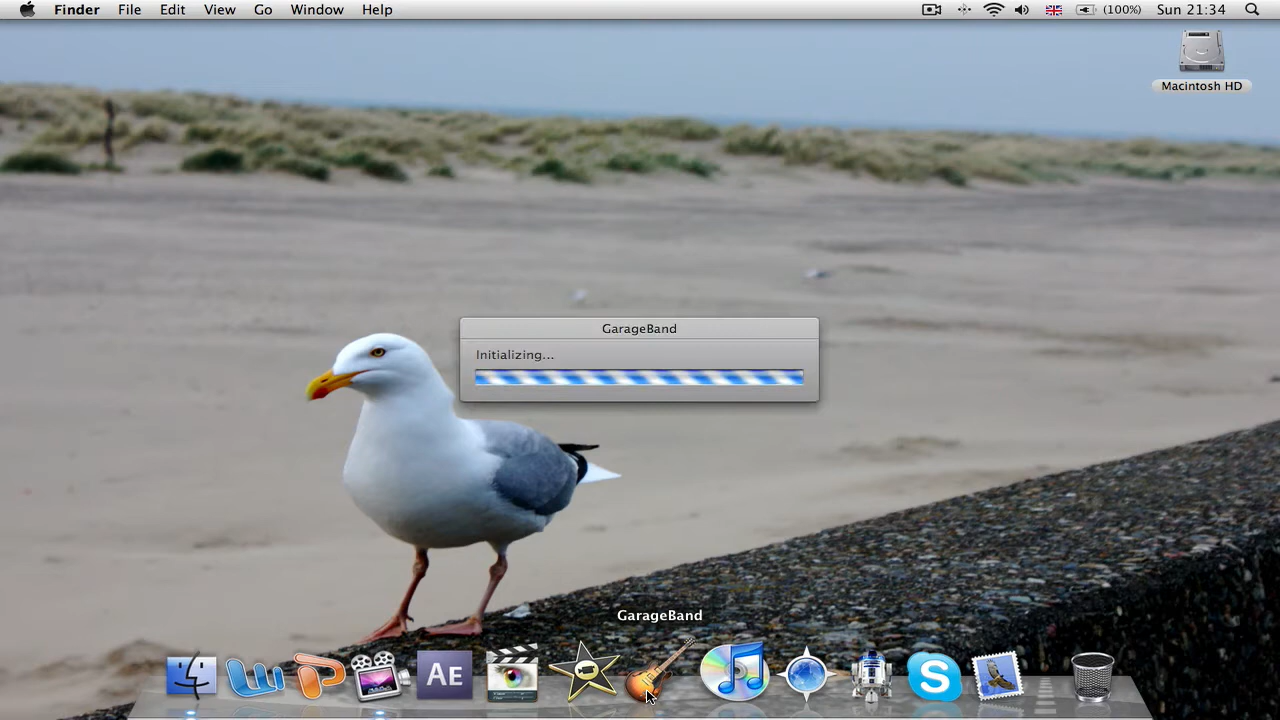 Finder File Edit View Go Window Help (100%) Sun 21:34
Macintosh HD
GarageBand
Initializing...
GarageBand
W P AE S